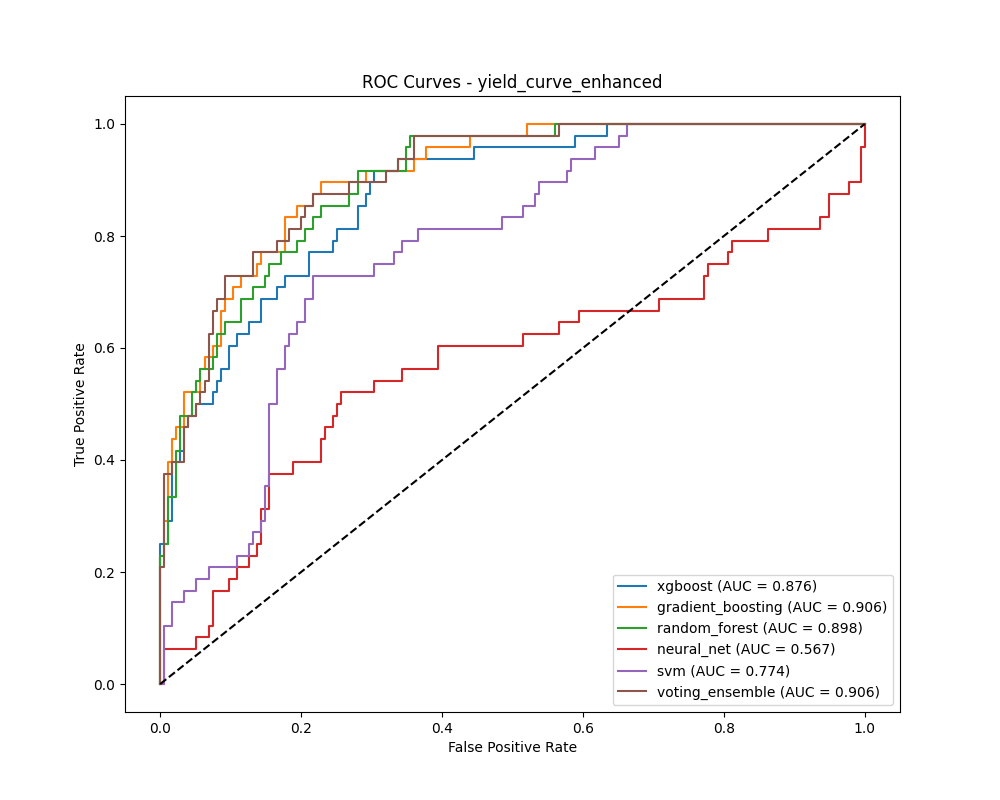 ROC Curves - yield_curve_enhanced
True Positive Rate
1.0
0.8
0.6
0.4
0.2
0.0
xgboost (AUC = 0.876)
gradient_boosting (AUC = 0.906)
random_forest (AUC = 0.898)
neural_net (AUC = 0.567)
svm (AUC = 0.774)
voting_ensemble (AUC = 0.906)
0.0 0.2 0.4 0.6 0.8 1.0
False Positive Rate